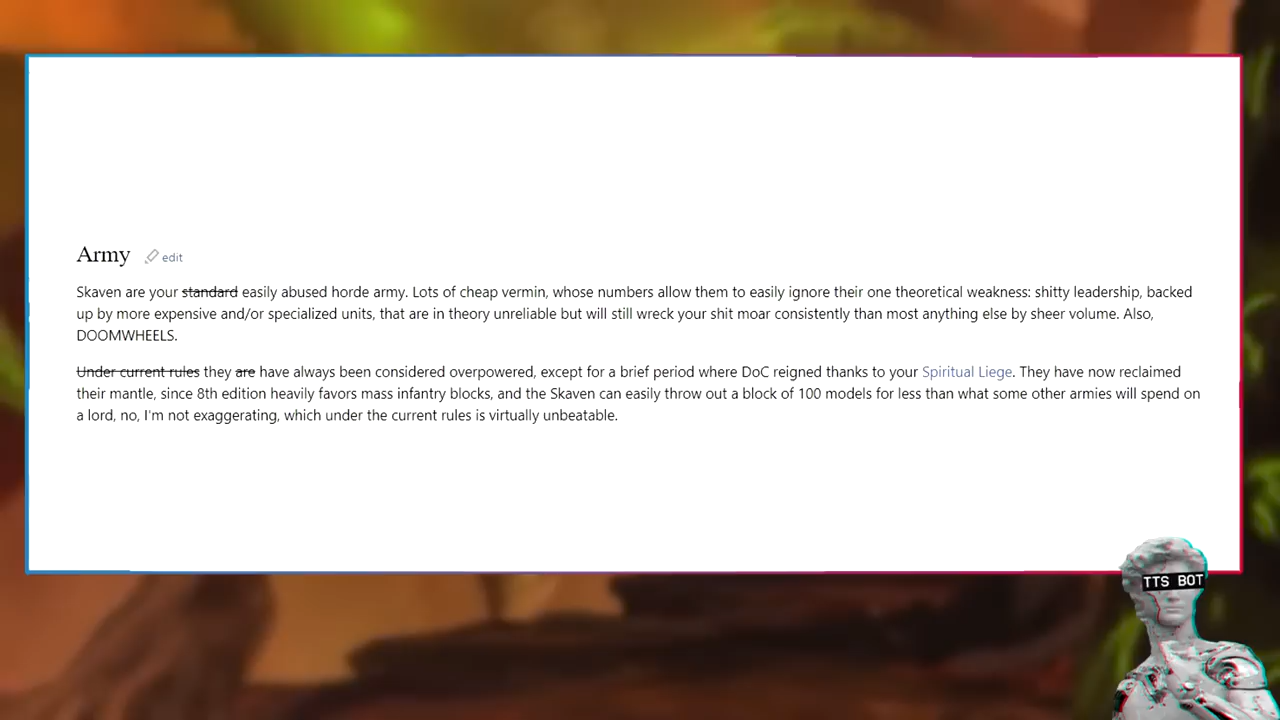 Army edit
Skaven are your standard easily abused horde army. Lots of cheap vermin, whose numbers allow them to easily ignore their one theoretical weakness: shitty leadership, backed
up by more expensive and/or specialized units, that are in theory unreliable but will still wreck your shit moar consistently than most anything else by sheer volume. Also,
DOOMWHEELS.
Under current rules they are have always been considered overpowered, except for a brief period where DoC reigned thanks to your Spiritual Liege. They have now reclaimed
their mantle, since 8th edition heavily favors mass infantry blocks, and the Skaven can easily throw out a block of 100 models for less than what some other armies will spend on
a lord, no, I'm not exaggerating, which under the current rules is virtually unbeatable.
TTS BOT